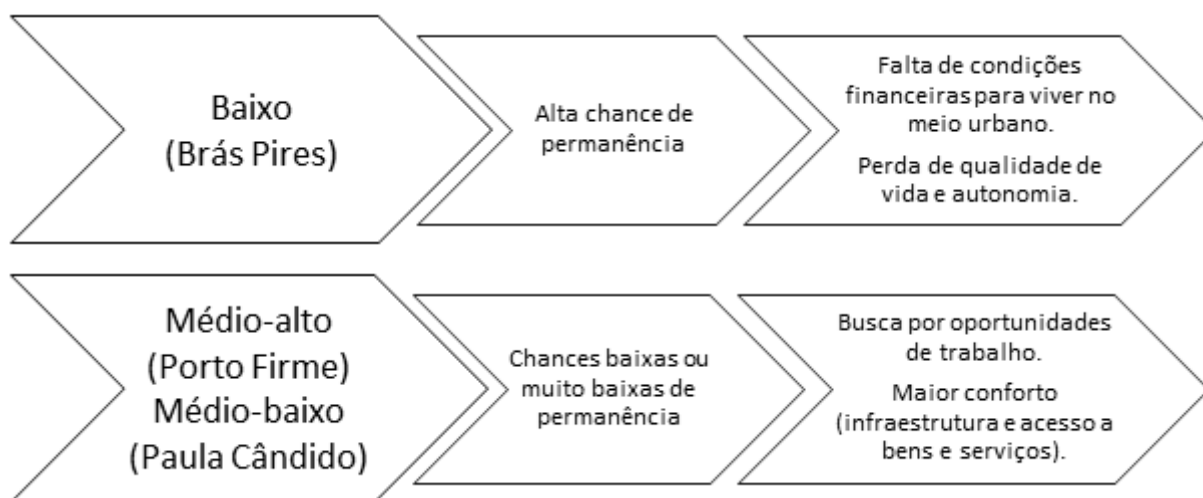 Baixo
(Brás Pires)
Alta chance de
permanência
Falta de condições
financeiras para viver no
meio urbano.
Perda de qualidade de
vida e autonomia.
Médio-alto
(Porto Firme)
Médio-baixo
(Paula Cândido)
Chances baixas ou
muito baixas de
permanência
Busca por oportunidades
de trabalho.
Maior conforto
(infraestrutura e acesso a
bens e serviços).